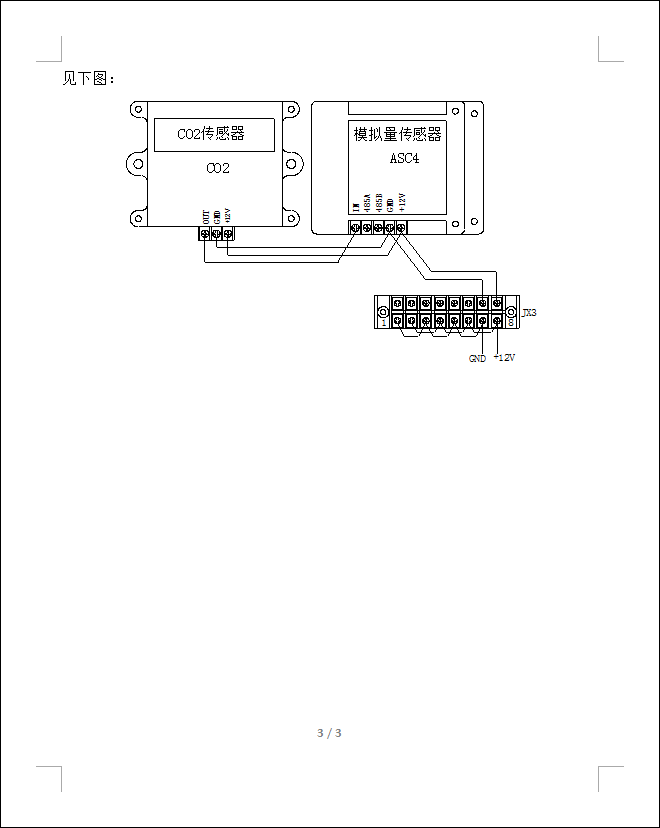 见下图：
CO2传感器
CO2
OUT
GND
+12V
模拟量传感器
ASC4
IN
485A
485B
GND
+12V
1
8
JX3
GND
+12V
3 / 3